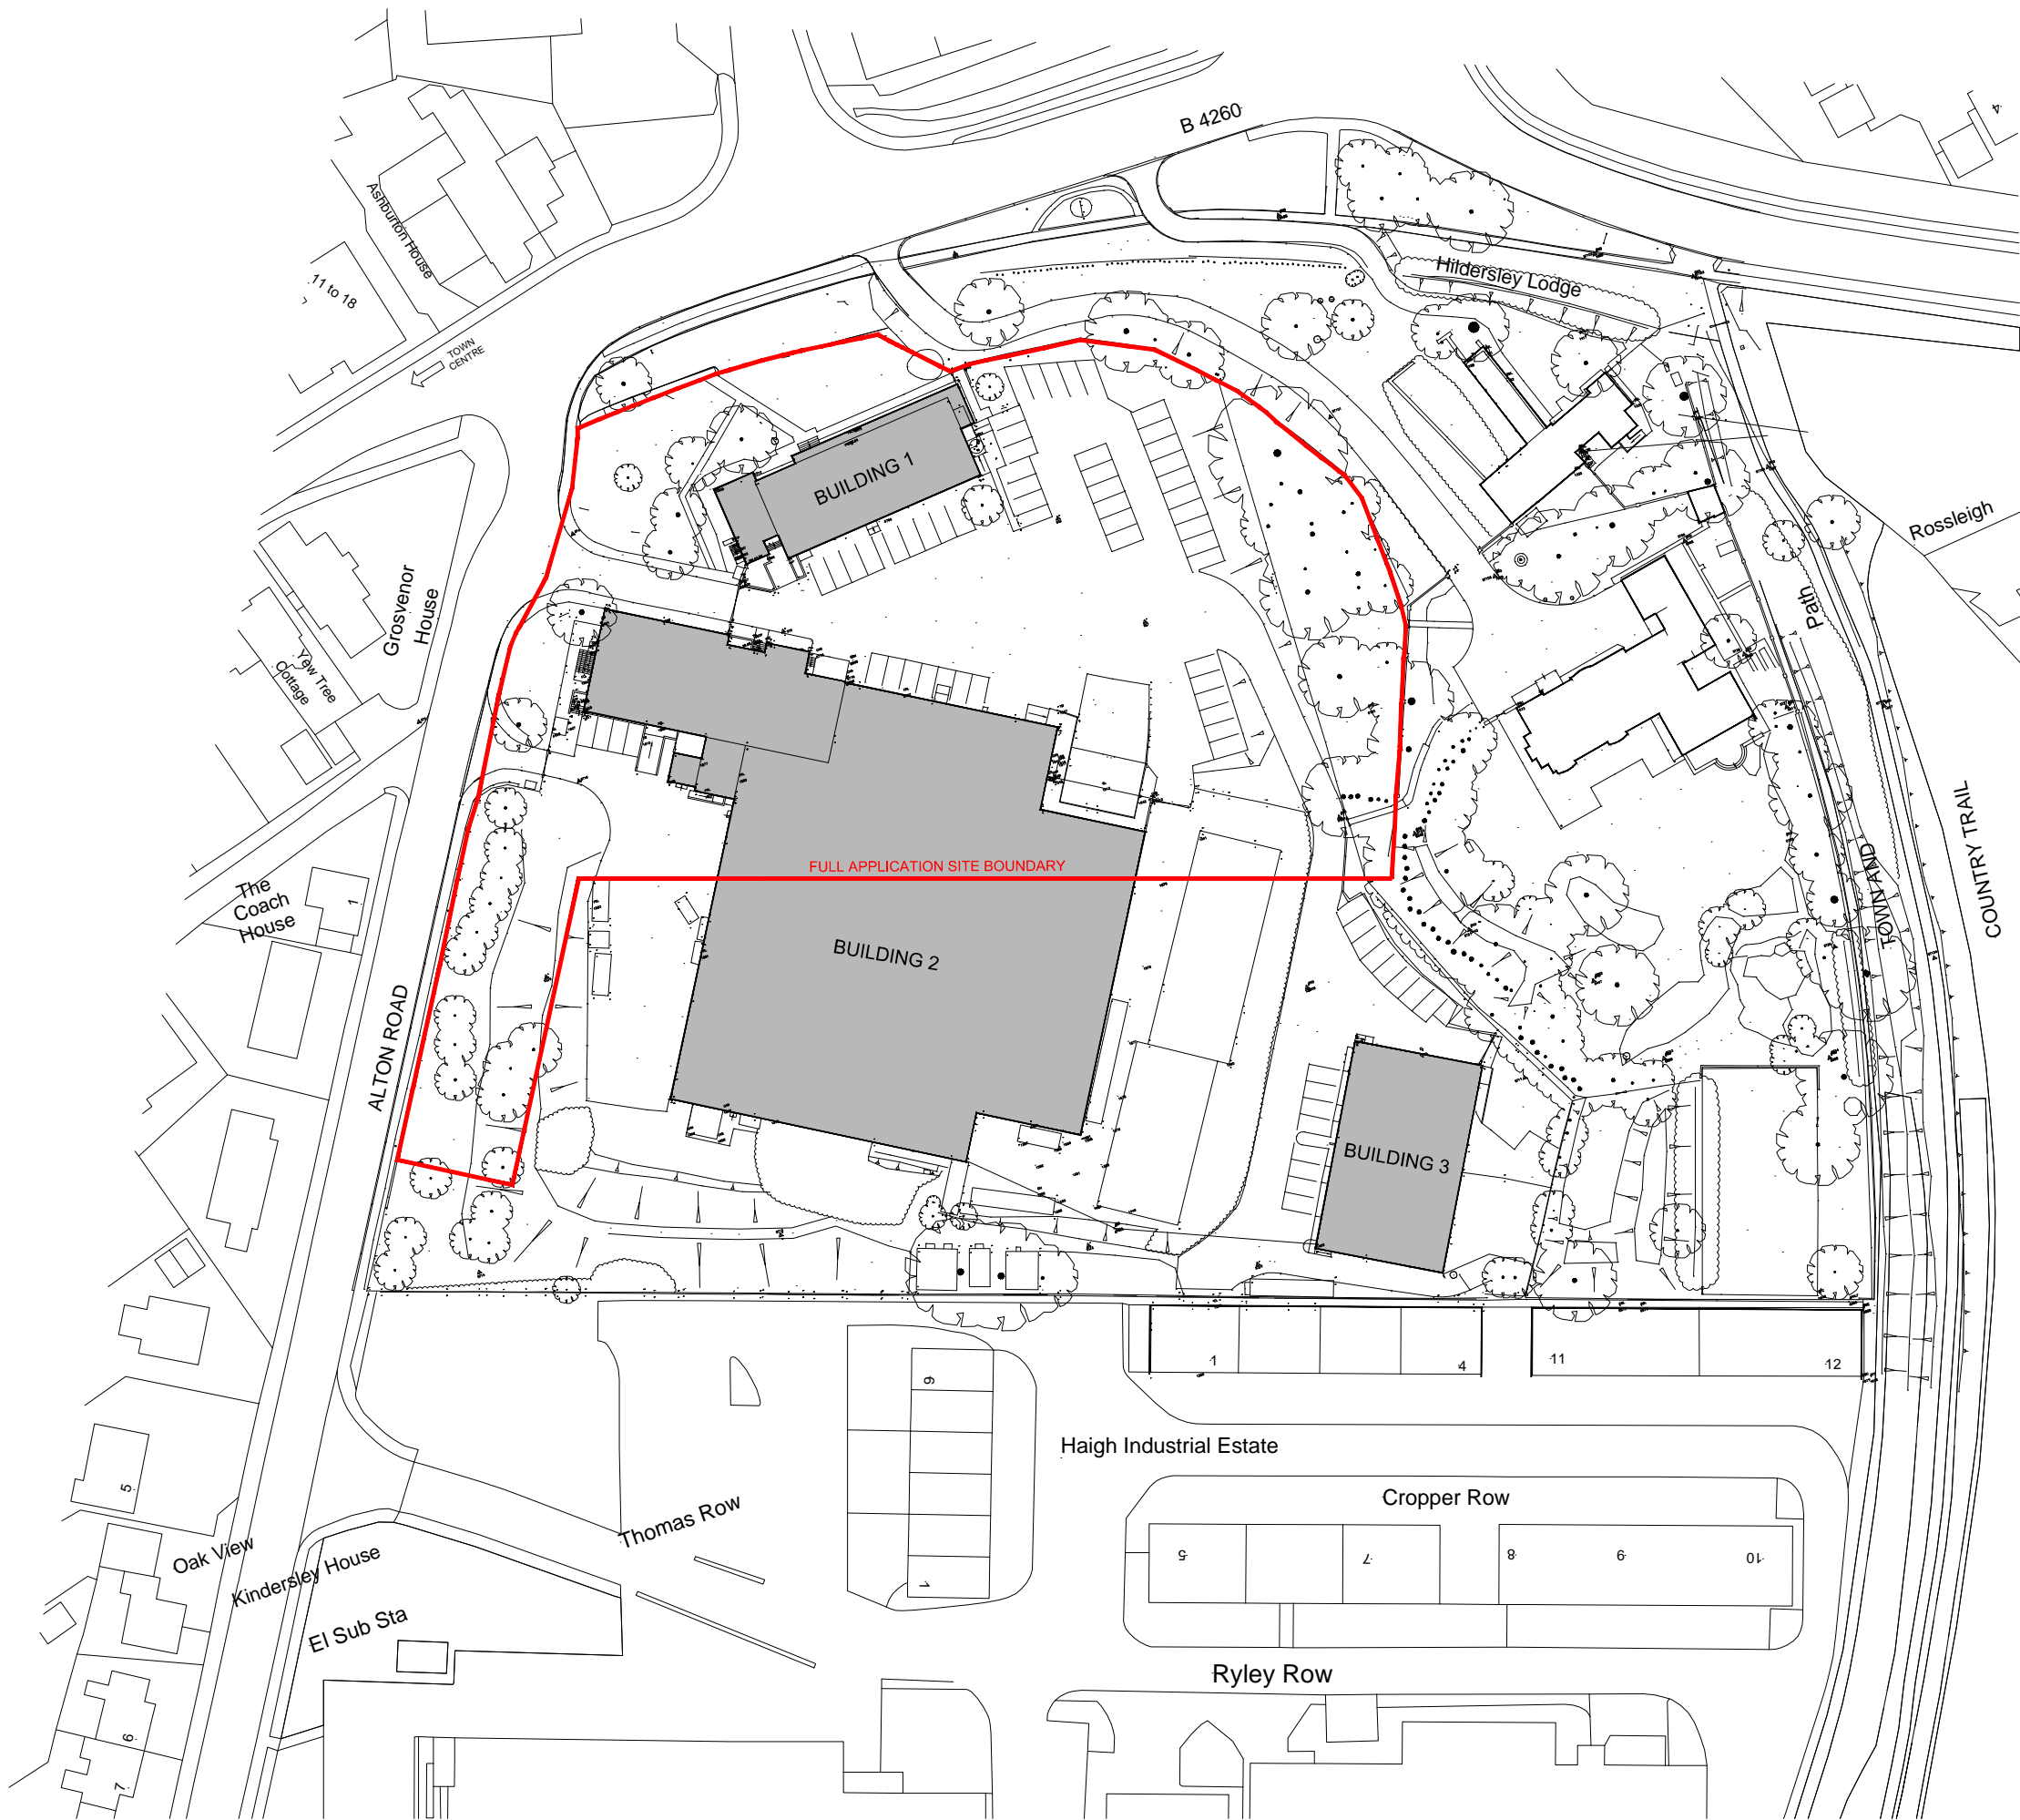 B 4260
4
Ashburton House
11 to 18
TOWN
CENTRE
Hildersley Lodge
BUILDING 1
Rossleigh
Grosvenor
House
Yew Tree
Cottage
Path
FULL APPLICATION SITE BOUNDARY
The
Coach
House
1
BUILDING 2
TOWN AND
COUNTRY TRAIL
ALTON ROAD
BUILDING 3
1
4
11
12
6
Haigh Industrial Estate
5
Cropper Row
Thomas Row
Oak View
Kindersley House
5
7
8
9
10
1
El Sub Sta
Ryley Row
6
7